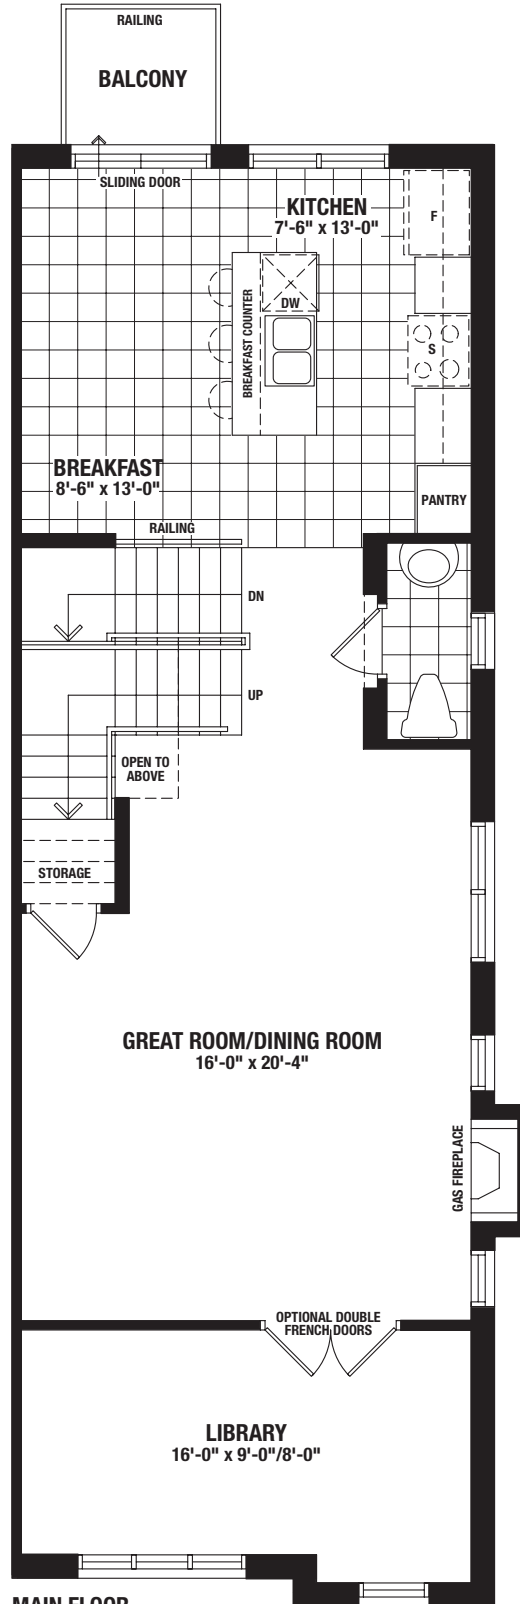 RAILING
BALCONY
SLIDING DOOR
KITCHEN
7'-6" x 13'-0"
F
DW
BREAKFAST COUNTER
S
BREAKFAST
8'-6" x 13'-0"
PANTRY
RAILING
DN
UP
OPEN TO
ABOVE
STORAGE
GREAT ROOM/DINING ROOM
16'-0" x 20'-4"
GAS FIREPLACE
OPTIONAL DOUBLE
FRENCH DOORS
LIBRARY
16'-0" x 9'-0"/8'-0"
MAIN FLOOR